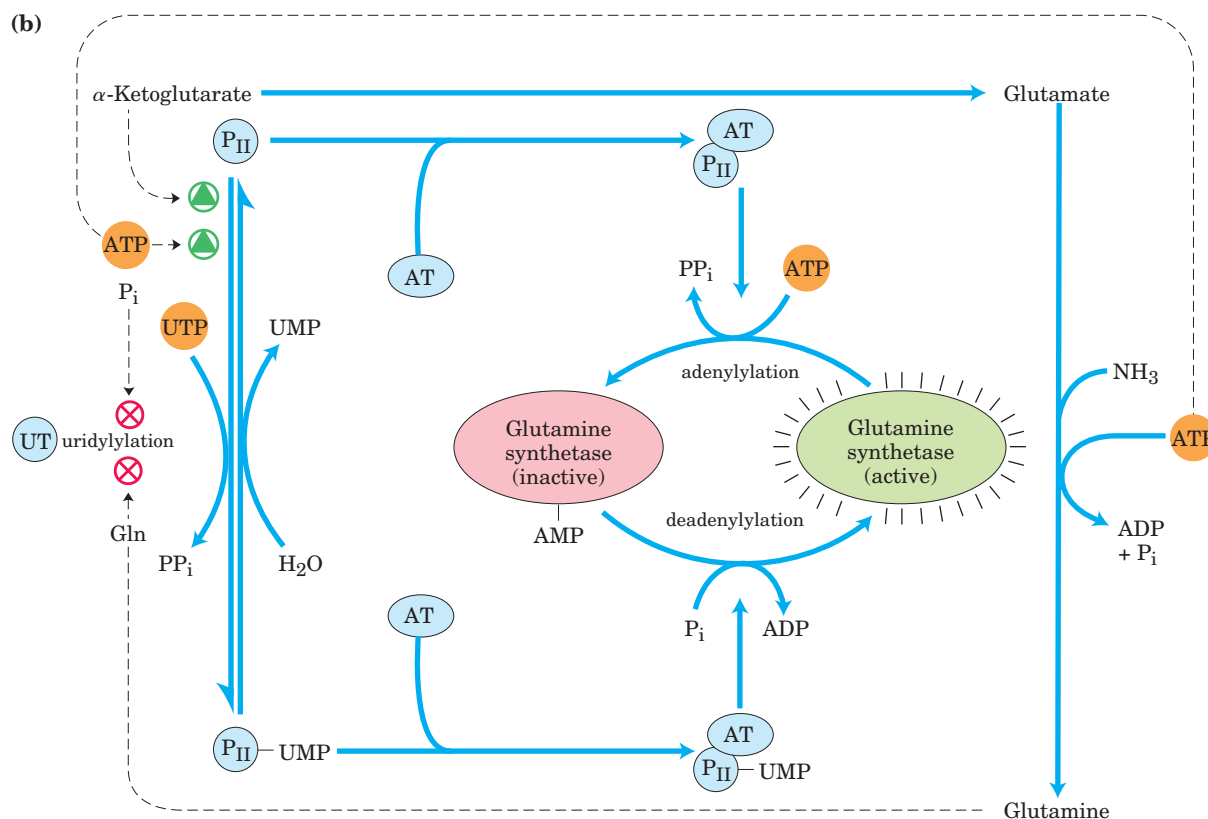 (b)
α-Ketoglutarate
Glutamate
PII
AT
PII
ATP
AT
PPi
ATP
Pi
UTP
UMP
adenylylation
NH3
UT
uridylylation
Glutamine
synthetase
(inactive)
Glutamine
synthetase
(active)
ATP
Gln
AMP
deadenylylation
ADP
+ Pi
PPi
H2O
AT
Pi
ADP
PII
UMP
AT
PII
UMP
Glutamine